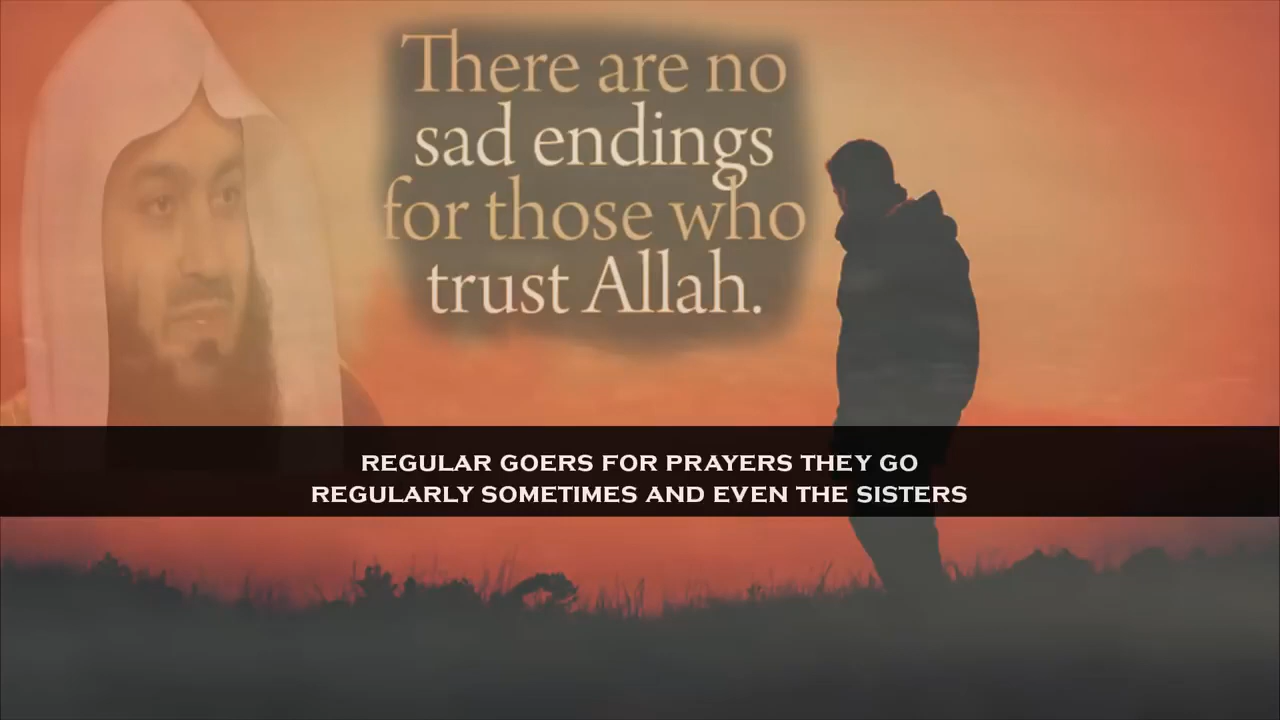 There are no
sad endings
for those who
trust Allah.
REGULAR GOERS FOR PRAYERS THEY GO
REGULARLY SOMETIMES AND EVEN THE SISTERS